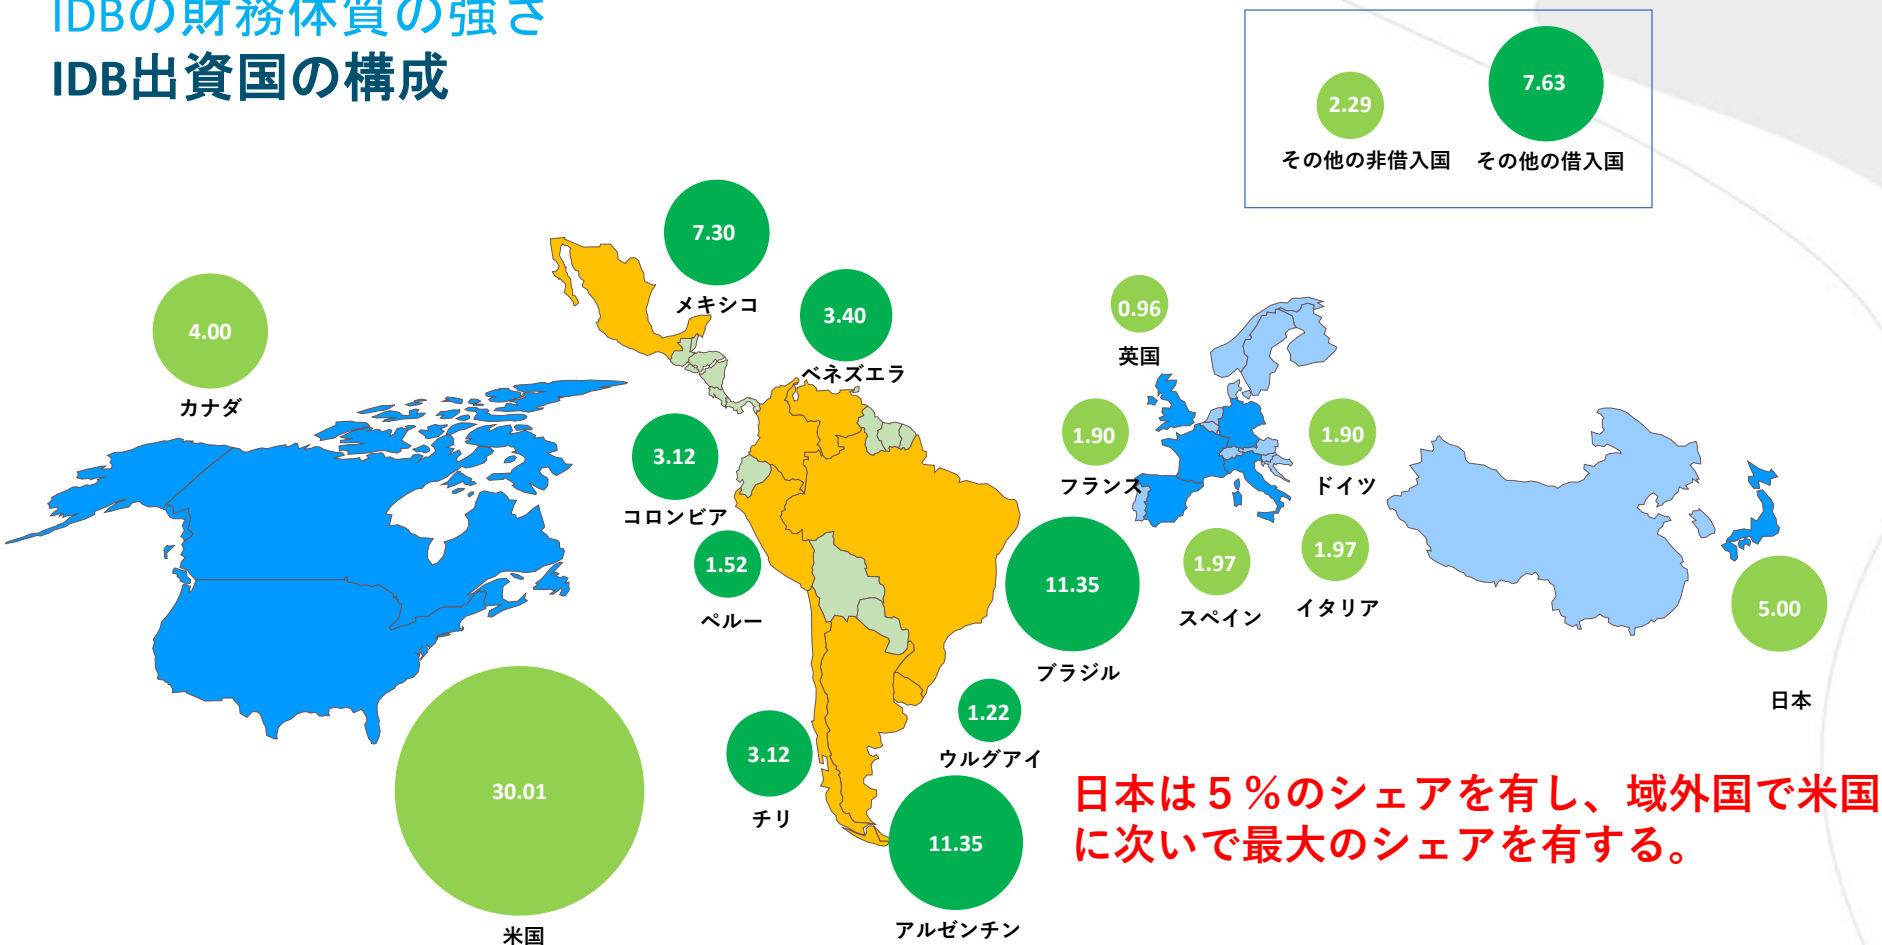 IDBの財務体質の強さ
IDB出資国の構成
2.29
その他の非借入国
7.63
その他の借入国
4.00
カナダ
7.30
メキシコ
3.40
ベネズエラ
3.12
コロンビア
1.52
ペルー
3.12
チリ
30.01
米国
11.35
ブラジル
1.22
ウルグアイ
11.35
アルゼンチン
0.96
英国
1.90
フランス
1.90
ドイツ
1.97
スペイン
1.97
イタリア
5.00
日本
日本は5%のシェアを有し、域外国で米国
に次いで最大のシェアを有する。